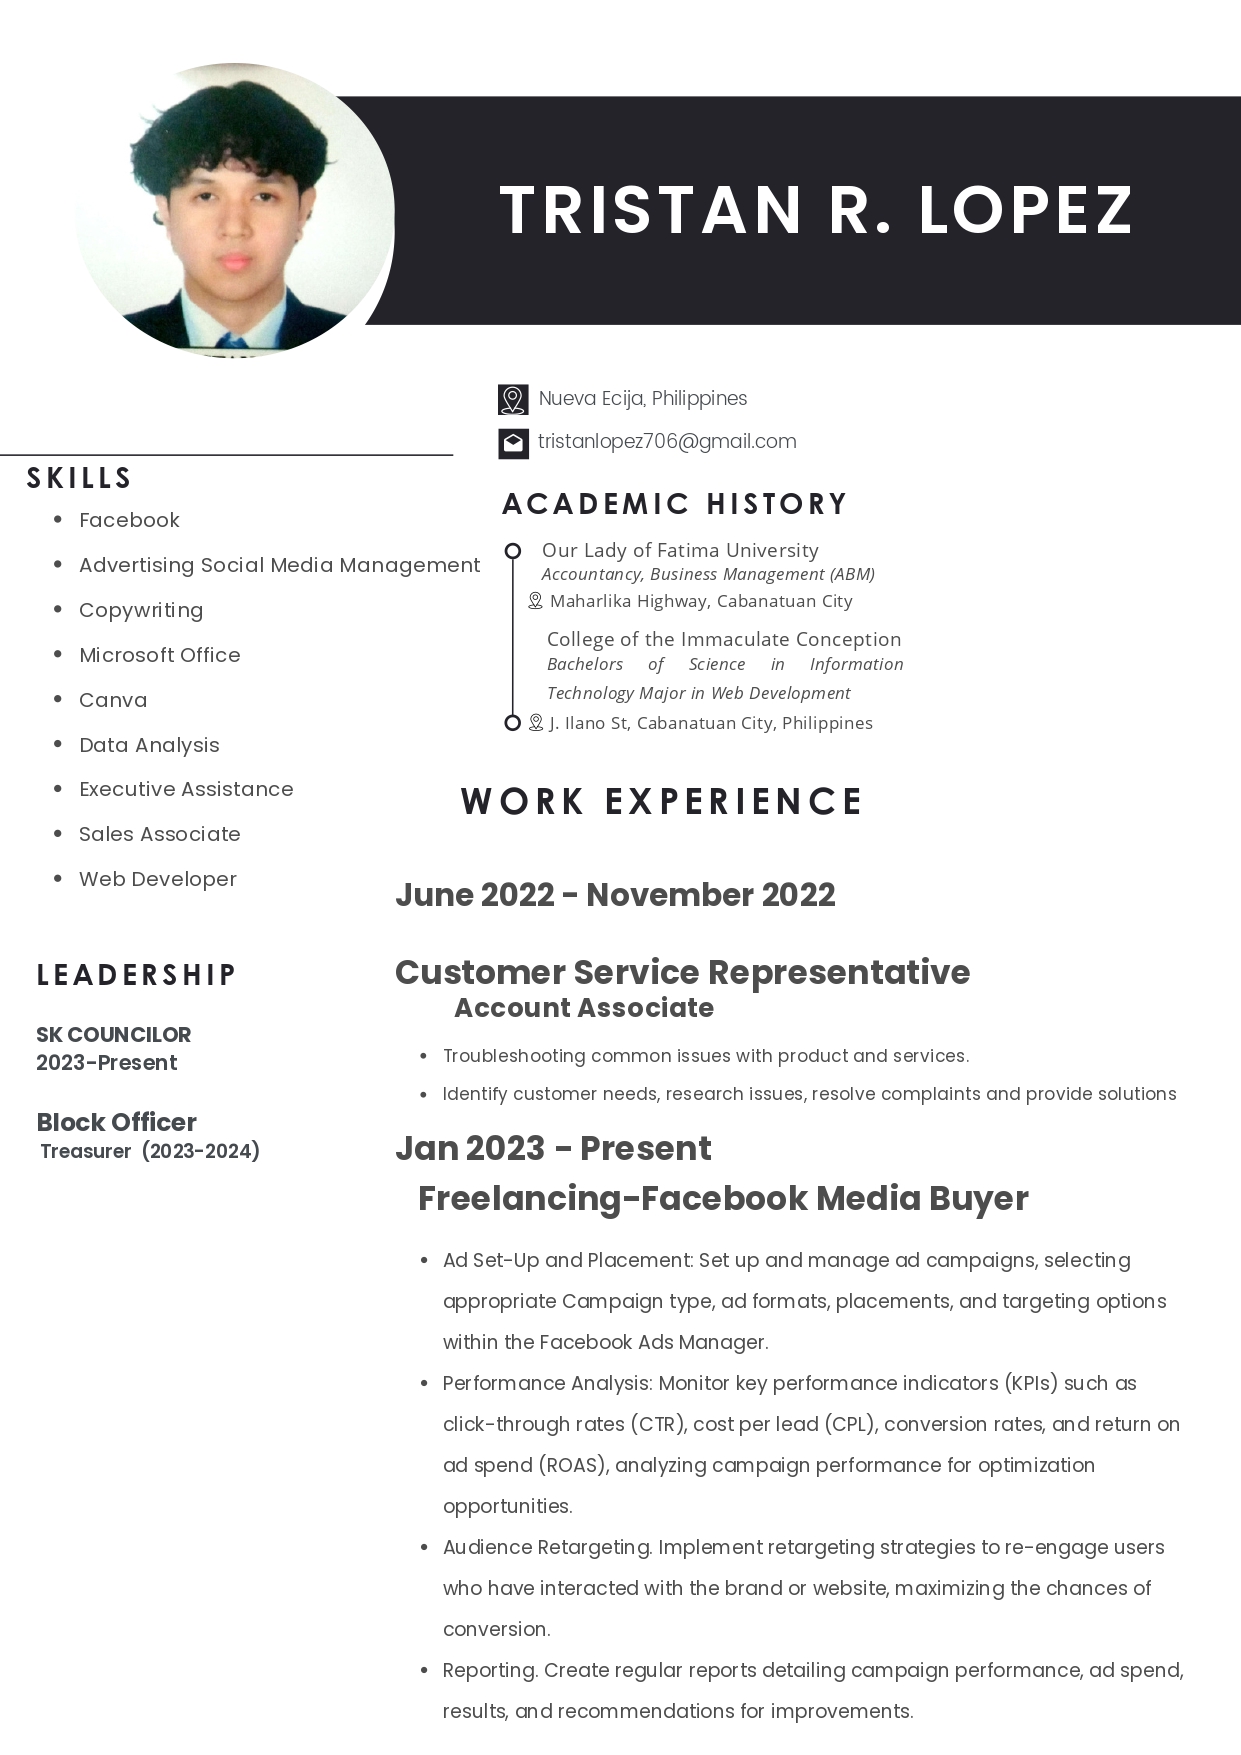 TRISTAN R. LOPEZ
Nueva Ecija, Philippines
tristanlopez706@gmail.com
SKILLS
• Facebook
• Advertising Social Media Management
• Copywriting
• Microsoft Office
• Canva
• Data Analysis
• Executive Assistance
• Sales Associate
• Web Developer
LEADERSHIP
SK COUNCILOR
2023-Present
Block Officer
Treasurer (2023-2024)
ACADEMIC HISTORY
Our Lady of Fatima University
Accountancy, Business Management (ABM)
Maharlika Highway, Cabanatuan City
College of the Immaculate Conception
Bachelors of Science in Information
Technology Major in Web Development
J. Ilano St, Cabanatuan City, Philippines
WORK EXPERIENCE
June 2022 - November 2022
Customer Service Representative
Account Associate
• Troubleshooting common issues with product and services.
• Identify customer needs, research issues, resolve complaints and provide solutions
Jan 2023 - Present
Freelancing-Facebook Media Buyer
• Ad Set-Up and Placement: Set up and manage ad campaigns, selecting
appropriate Campaign type, ad formats, placements, and targeting options
within the Facebook Ads Manager.
• Performance Analysis: Monitor key performance indicators (KPIs) such as
click-through rates (CTR), cost per lead (CPL), conversion rates, and return on
ad spend (ROAS), analyzing campaign performance for optimization
opportunities.
• Audience Retargeting. Implement retargeting strategies to re-engage users
who have interacted with the brand or website, maximizing the chances of
conversion.
• Reporting. Create regular reports detailing campaign performance, ad spend,
results, and recommendations for improvements.